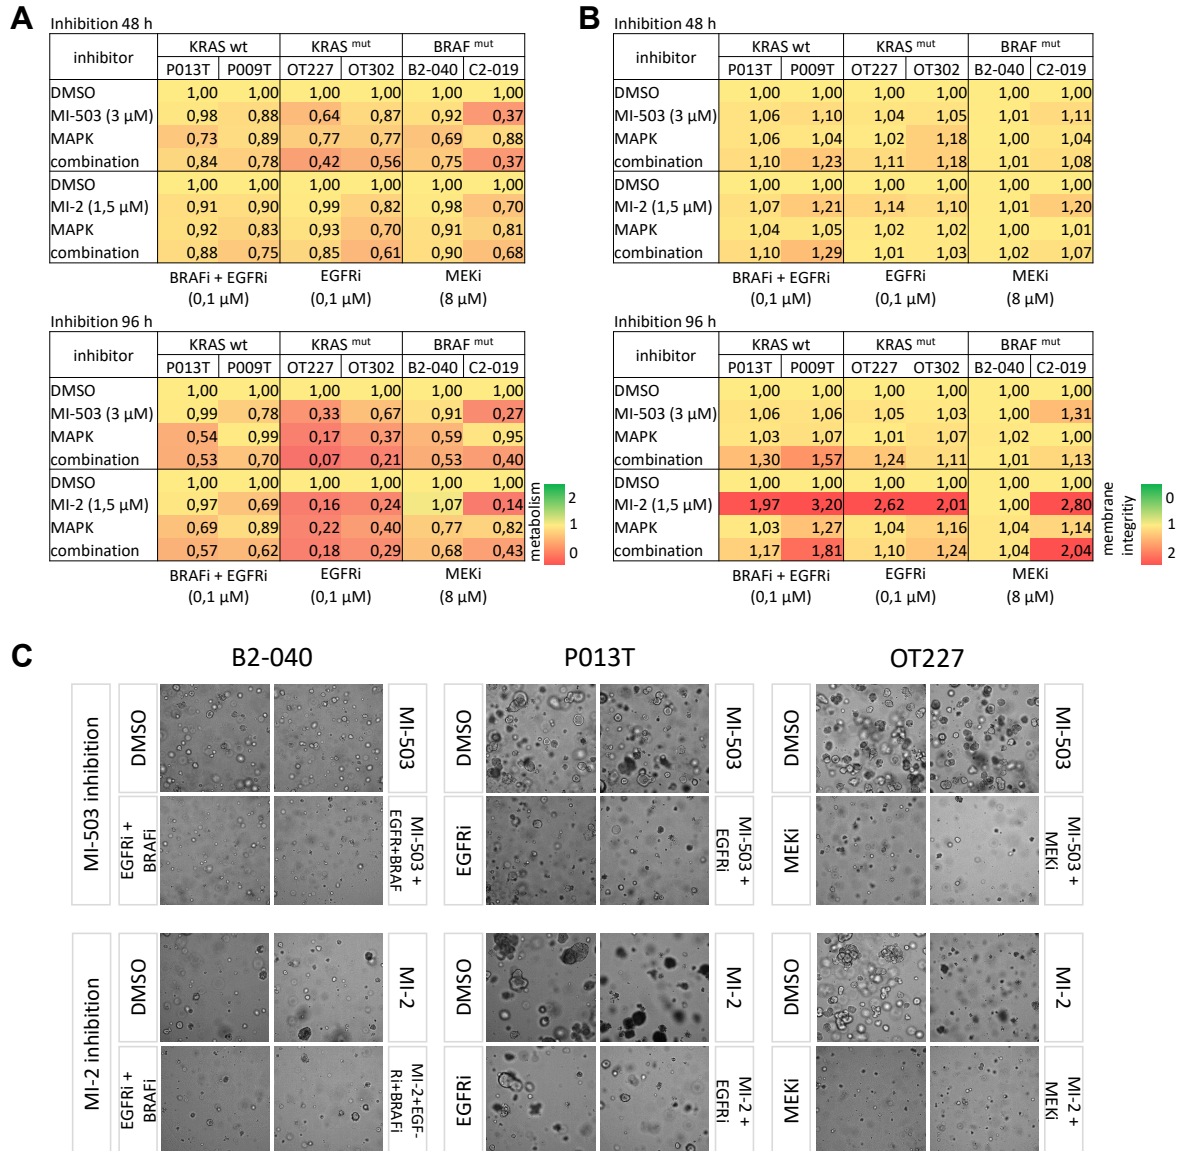 A
Inhibition 48 h
inhibitor KRAS wt KRAS mut BRAF mut
P013T P009T OT227 OT302 B2-040 C2-019
DMSO 1,00 1,00 1,00 1,00 1,00 1,00
MI-503 (3 µM) 0,98 0,88 0,64 0,87 0,92 0,37
MAPK 0,73 0,89 0,77 0,77 0,69 0,88
combination 0,84 0,78 0,42 0,56 0,75 0,37
DMSO 1,00 1,00 1,00 1,00 1,00 1,00
MI-2 (1,5 µM) 0,91 0,90 0,99 0,82 0,98 0,70
MAPK 0,92 0,83 0,93 0,70 0,91 0,81
combination 0,88 0,75 0,85 0,61 0,90 0,68
BRAFi + EGFRi EGFRi MEKi
(0,1 µM) (0,1 µM) (8 µM)
Inhibition 96 h
inhibitor KRAS wt KRAS mut BRAF mut
P013T P009T OT227 OT302 B2-040 C2-019
DMSO 1,00 1,00 1,00 1,00 1,00 1,00
MI-503 (3 µM) 0,99 0,78 0,33 0,67 0,91 0,27
MAPK 0,54 0,99 0,17 0,37 0,59 0,95
combination 0,53 0,70 0,07 0,21 0,53 0,40
DMSO 1,00 1,00 1,00 1,00 1,00 1,00
MI-2 (1,5 µM) 0,97 0,69 0,16 0,24 1,07 0,14
MAPK 0,69 0,89 0,22 0,40 0,77 0,82
combination 0,57 0,62 0,18 0,29 0,68 0,43
BRAFi + EGFRi EGFRi MEKi
(0,1 µM) (0,1 µM) (8 µM)
metabolism
2
1
0
B
Inhibition 48 h
inhibitor KRAS wt KRAS mut BRAF mut
P013T P009T OT227 OT302 B2-040 C2-019
DMSO 1,00 1,00 1,00 1,00 1,00 1,00
MI-503 (3 µM) 1,06 1,10 1,04 1,05 1,01 1,11
MAPK 1,06 1,04 1,02 1,18 1,00 1,04
combination 1,10 1,23 1,11 1,18 1,01 1,08
DMSO 1,00 1,00 1,00 1,00 1,00 1,00
MI-2 (1,5 µM) 1,07 1,21 1,14 1,10 1,01 1,20
MAPK 1,04 1,05 1,02 1,02 1,00 1,01
combination 1,10 1,29 1,01 1,03 1,02 1,07
BRAFi + EGFRi EGFRi MEKi
(0,1 µM) (0,1 µM) (8 µM)
Inhibition 96 h
inhibitor KRAS wt KRAS mut BRAF mut
P013T P009T OT227 OT302 B2-040 C2-019
DMSO 1,00 1,00 1,00 1,00 1,00 1,00
MI-503 (3 µM) 1,06 1,06 1,05 1,03 1,00 1,31
MAPK 1,03 1,07 1,01 1,07 1,02 1,00
combination 1,30 1,57 1,24 1,11 1,01 1,13
DMSO 1,00 1,00 1,00 1,00 1,00 1,00
MI-2 (1,5 µM) 1,97 3,20 2,62 2,01 1,00 2,80
MAPK 1,03 1,27 1,04 1,16 1,04 1,14
combination 1,17 1,81 1,10 1,24 1,04 2,04
BRAFi + EGFRi EGFRi MEKi
(0,1 µM) (0,1 µM) (8 µM)
membrane
integritiy
0
1
2
C
B2-040 P013T OT227
MI-503 inhibition
DMSO
MI-503
DMSO
MI-503
DMSO
MI-503
EGFRi +
BRAFi
MI-503 +
EGFR+BRAF
EGFRi
MI-503 +
EGFRi
MEKi
MI-503 +
MEKi
MI-2 inhibition
DMSO
MI-2
DMSO
MI-2
DMSO
MI-2
EGFRi +
BRAFi
MI-2+EGF-
Ri+BRAFi
EGFRi
MI-2 +
EGFRi
MEKi
MI-2 +
MEKi